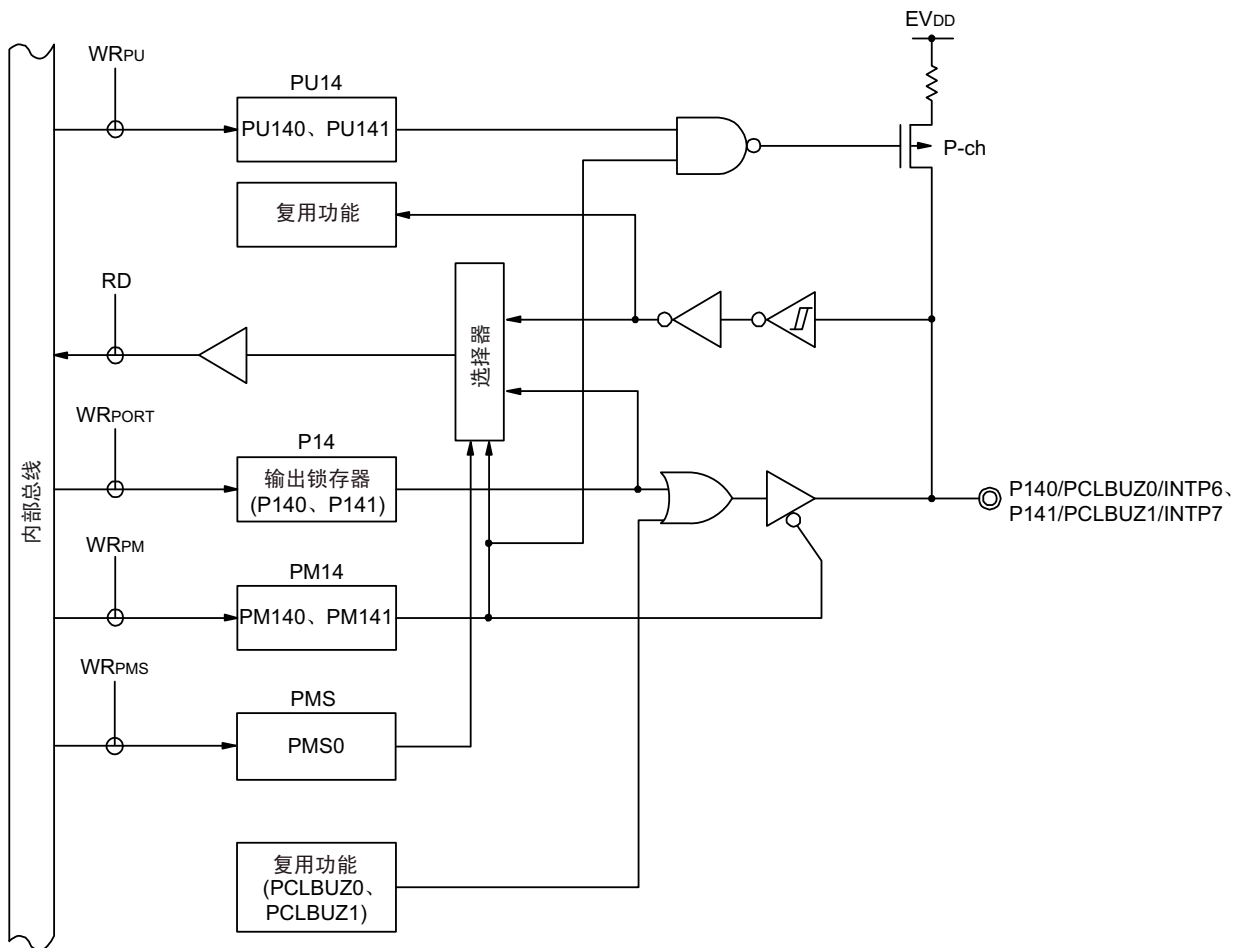 EVDD
WRPU
PU14
PU140、PU141
P-ch
复用功能
RD
选择器
WRPORT
P14
输出锁存器
(P140、P141)
内部总线
P140/PCLBUZ0/INTP6、
P141/PCLBUZ1/INTP7
WRPM
PM14
PM140、PM141
WRPMS
PMS
PMS0
复用功能
(PCLBUZ0、
PCLBUZ1)